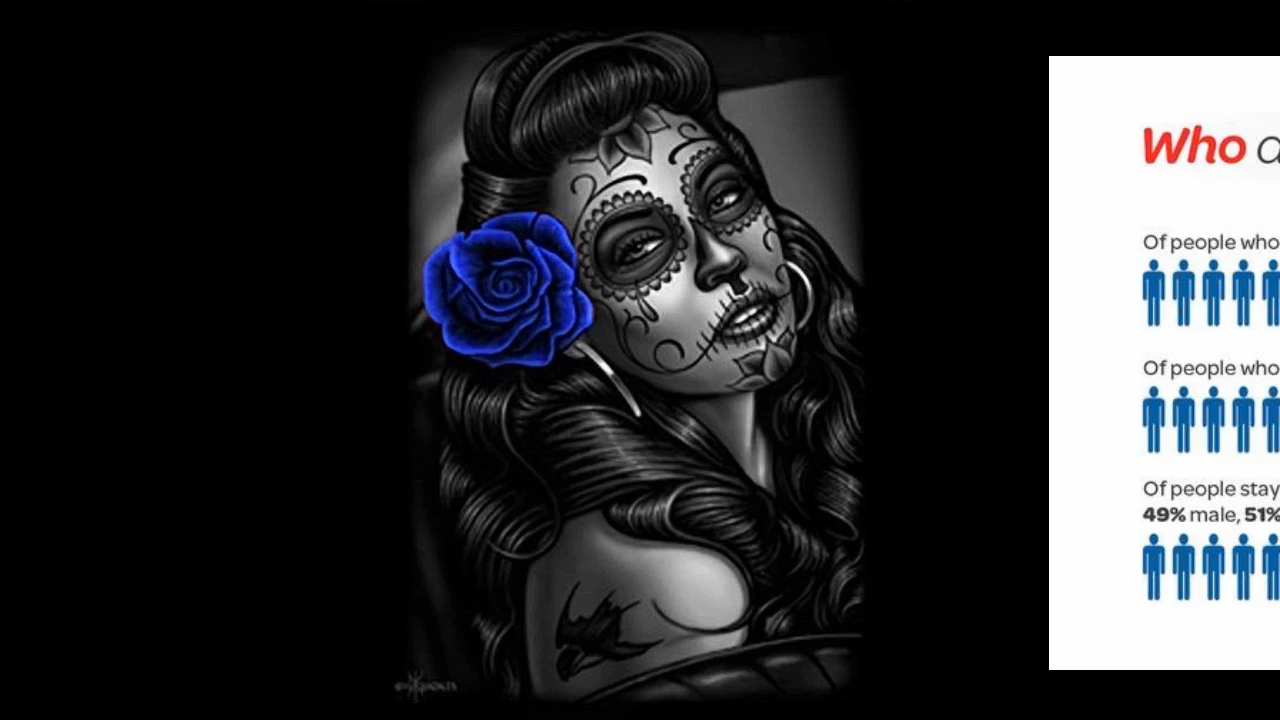 Who
Of people who
Of people who
Of people stay
49% male, 51%